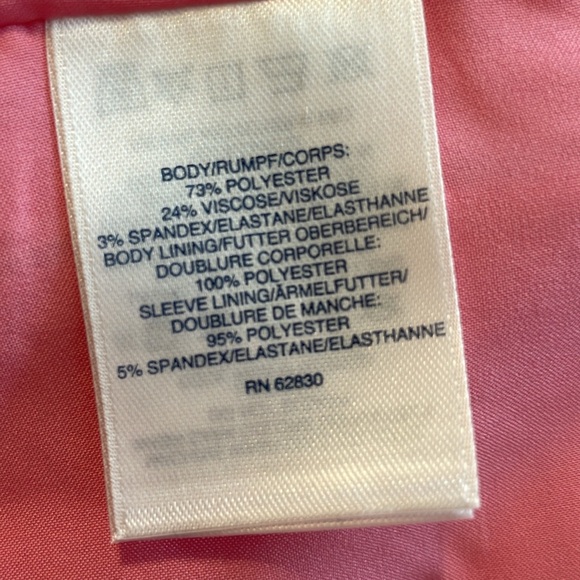 BODY/RUMPF/CORPS:
73% POLYESTER
24% VISCOSE/VISKOSE
3% SPANDEX/ELASTANE/ELASTHANNE
BODY LINING/FUTTER OBERBEREICH/
DOUBLURE CORPORELLE:
100% POLYESTER
SLEEVE LINING/ÄRMELFUTTER/
DOUBLURE DE MANCHE:
95% POLYESTER
5% SPANDEX/ELASTANE/ELASTHANNE
RN 62830